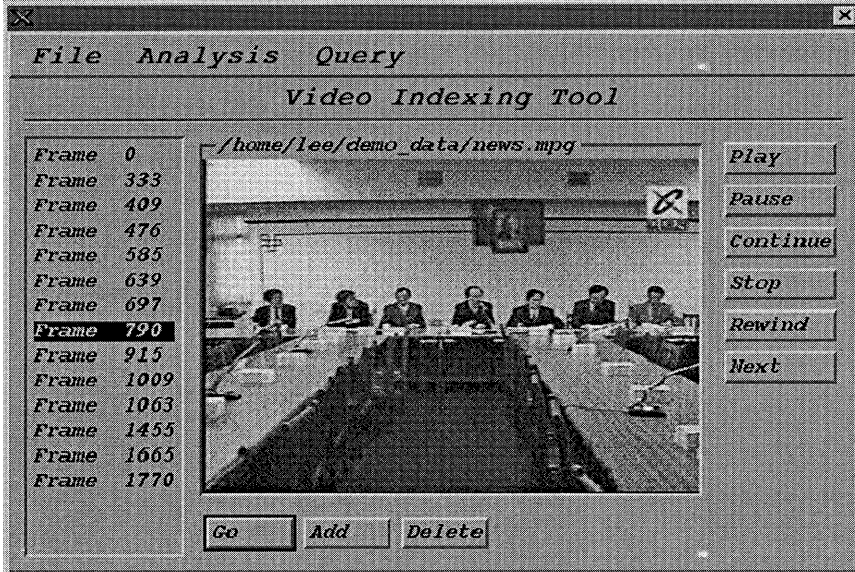 File Analysis Query
Video Indexing Tool
/home/lee/demo_data/news.mpg
Frame 0
Frame 333
Frame 409
Frame 476
Frame 585
Frame 639
Frame 697
Frame 790
Frame 915
Frame 1009
Frame 1063
Frame 1455
Frame 1665
Frame 1770
Play
Pause
Continue
Stop
Rewind
Next
Go Add Delete